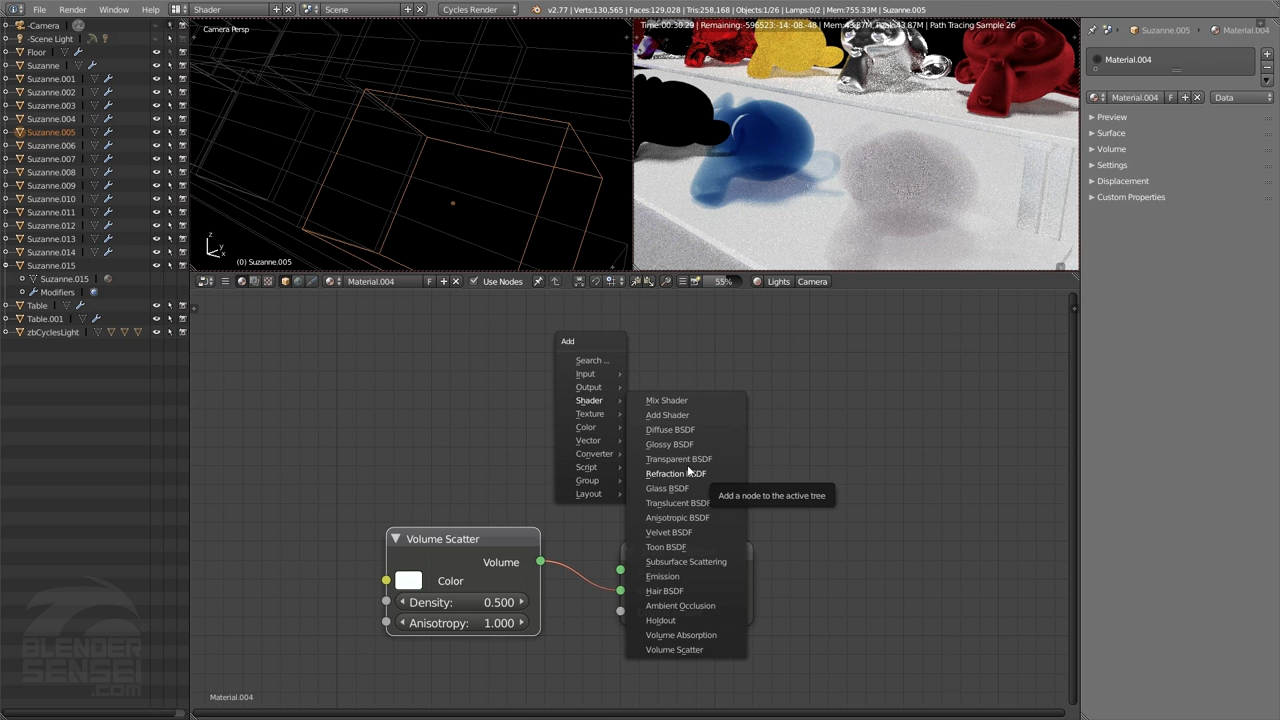 File
Render
Window
Help
Shader
Scene
Cycles Render
v2.77 | Verts:130,565 | Faces:129,028 | Tris:258,168 | Objects:1/26 | Lamps:0/2 | Mem:755.33M | Suzanne.005
-Camera
-Scene Light
Floor
Suzanne
Suzanne.001
Suzanne.002
Suzanne.003
Suzanne.004
Suzanne.005
Suzanne.006
Suzanne.007
Suzanne.008
Suzanne.009
Suzanne.010
Suzanne.011
Suzanne.012
Suzanne.013
Suzanne.014
Suzanne.015
Suzanne.015
Modifiers
Table
Table.001
zbCyclesLight
Camera Persp
z
y
x
(0) Suzanne.005
Path Tracing Sample 26
Suzanne.005
Material.004
Material.004
Material.004
F
Data
Preview
Surface
Volume
Settings
Displacement
Custom Properties
Material.004
F
Use Nodes
55%
Lights
Camera
Add
Search ...
Input
Output
Shader
Texture
Color
Vector
Converter
Script
Group
Layout
Mix Shader
Add Shader
Diffuse BSDF
Glossy BSDF
Transparent BSDF
Refraction BSDF
Glass BSDF
Translucent BSDF
Anisotropic BSDF
Velvet BSDF
Toon BSDF
Subsurface Scattering
Emission
Hair BSDF
Ambient Occlusion
Holdout
Volume Absorption
Volume Scatter
Add a node to the active tree
Volume Scatter
Volume
Color
Density: 0.500
Anisotropy: 1.000
BLENDER
SENSEI
.COM
Material.004